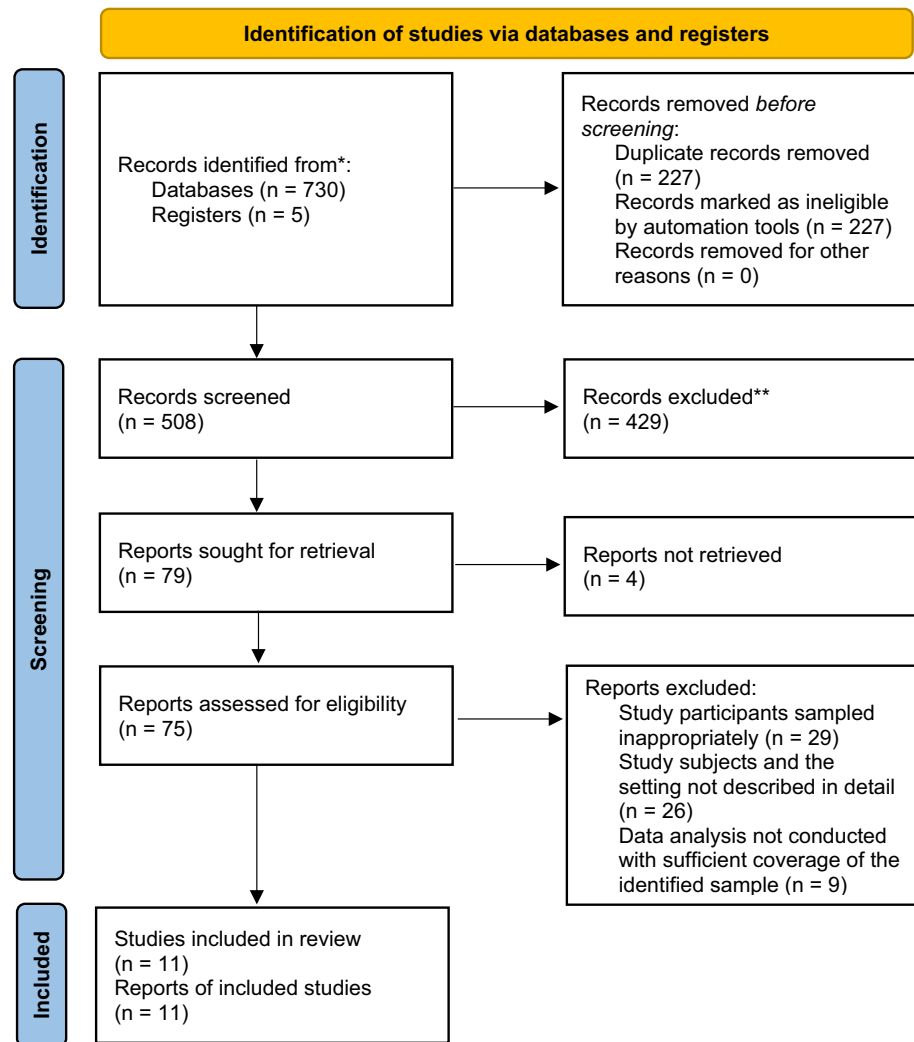 Identification of studies via databases and registers
Identification
Records identified from*:
Databases (n = 730)
Registers (n = 5)
Records removed before
screening:
Duplicate records removed
(n = 227)
Records marked as ineligible
by automation tools (n = 227)
Records removed for other
reasons (n = 0)
Screening
Records screened
(n = 508)
Records excluded**
(n = 429)
Reports sought for retrieval
(n = 79)
Reports not retrieved
(n = 4)
Reports assessed for eligibility
(n = 75)
Reports excluded:
Study participants sampled
inappropriately (n = 29)
Study subjects and the
setting not described in detail
(n = 26)
Data analysis not conducted
with sufficient coverage of the
identified sample (n = 9)
Included
Studies included in review
(n = 11)
Reports of included studies
(n = 11)